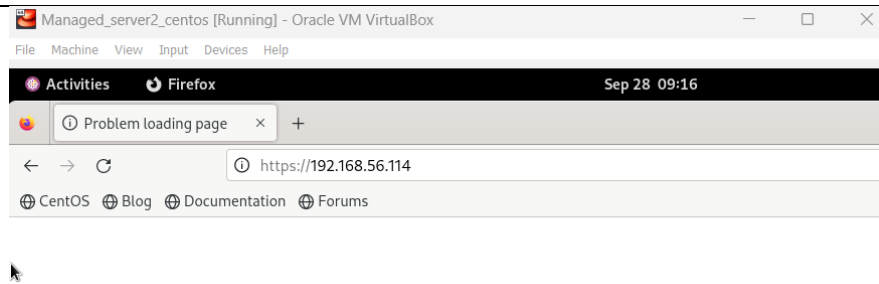 Managed_server2_centos [Running] - Oracle VM VirtualBox
File Machine View Input Devices Help
Activities Firefox Sep 28 09:16
Problem loading page
https://192.168.56.114
CentOS Blog Documentation Forums